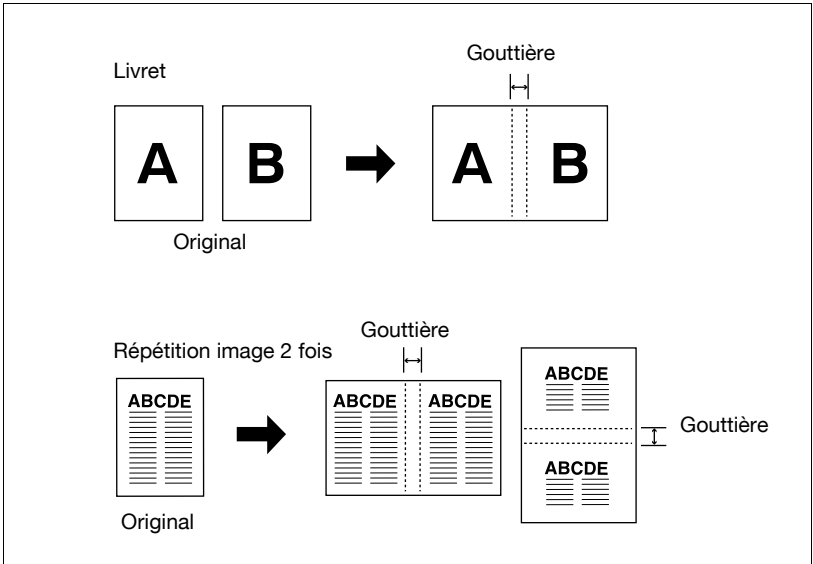 Livret
Gouttière
A
B
A
B
Original
Répétition image 2 fois
Gouttière
ABCDE
ABCDE
ABCDE
ABCDE
Gouttière
ABCDE
Original